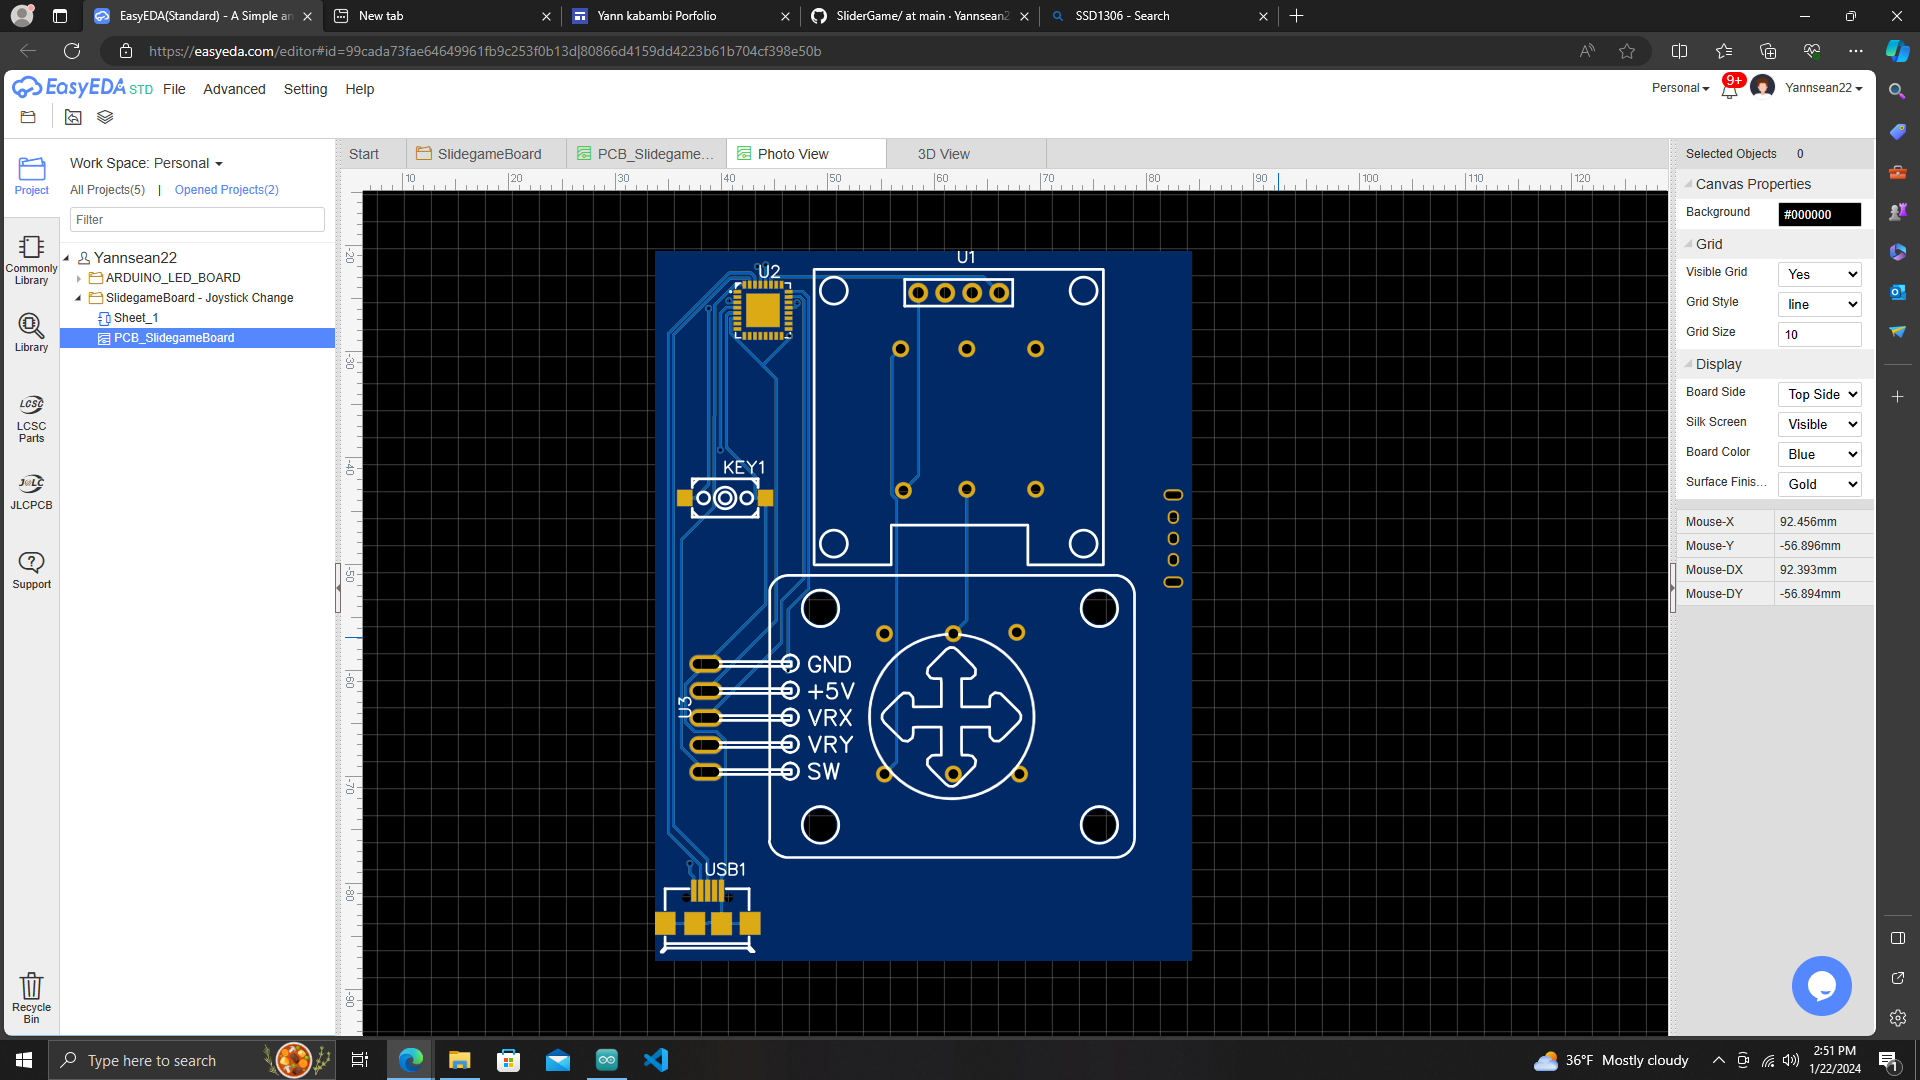 EasyEDA(Standard) - A Simple an
New tab
Yann kabambi Porfolio
SliderGame/ at main · Yannsean2
SSD1306 - Search
https://easyeda.com/editor#id=99cada73fae64649961fb9c253f0b13d|80866d4159dd4223b61b704cf398e50b
EasyEDA STD File Advanced Setting Help
Personal 9+ Yannsean22
Project
Work Space: Personal
All Projects(5) | Opened Projects(2)
Filter
Yannsean22
ARDUINO_LED_BOARD
SlidegameBoard - Joystick Change
Sheet_1
PCB_SlidegameBoard
Commonly
Library
Library
LCSC
LCSC
Parts
JLCPCB
Support
Recycle
Bin
Start SlidegameBoard PCB_Slidegame... Photo View 3D View
10 20 30 40 50 60 70 80 90 100 110 120
-20
-30
-40
-50
-60
-70
-80
-90
U1
U2
KEY1
GND
+5V
U3
VRX
VRY
SW
USB1
Selected Objects 0
Canvas Properties
Background #000000
Grid
Visible Grid Yes
Grid Style line
Grid Size 10
Display
Board Side Top Side
Silk Screen Visible
Board Color Blue
Surface Finis... Gold
Mouse-X 92.456mm
Mouse-Y -56.896mm
Mouse-DX 92.393mm
Mouse-DY -56.894mm
Type here to search
36°F Mostly cloudy
2:51 PM
1/22/2024
1